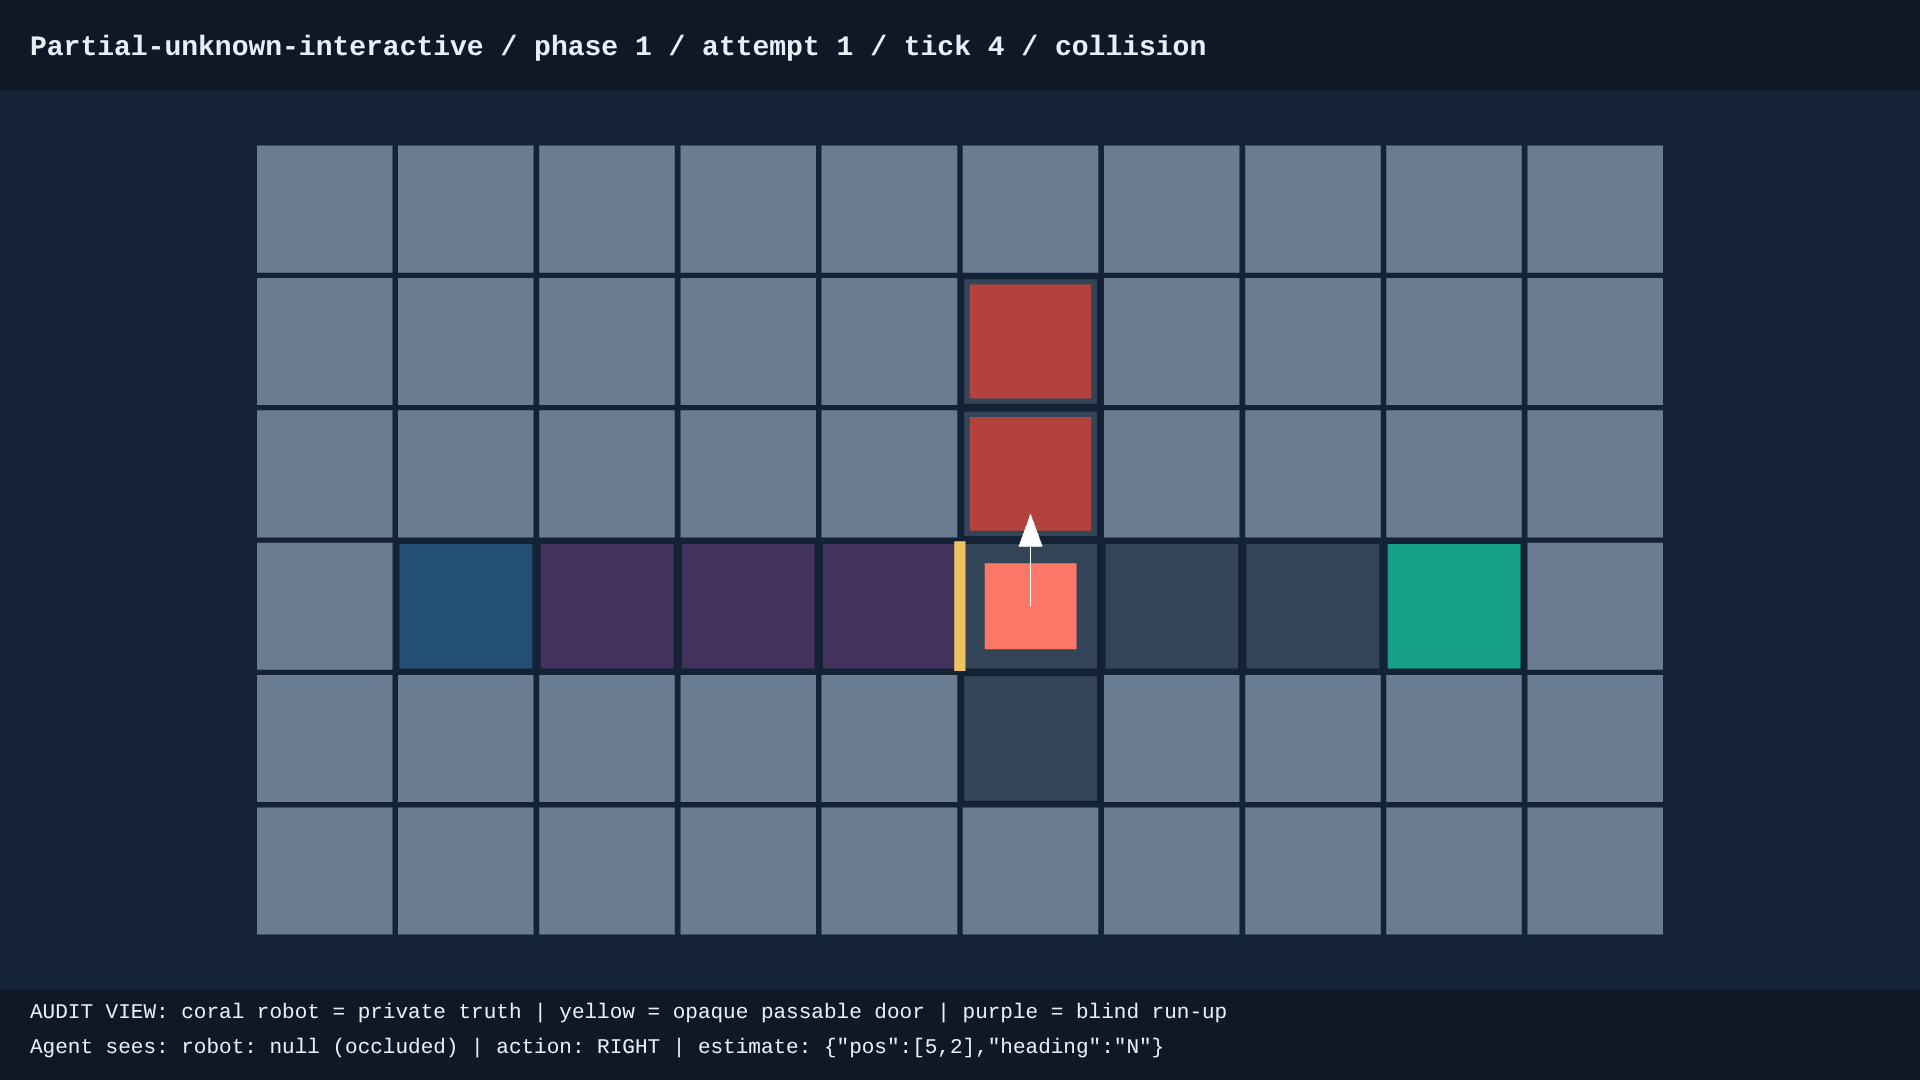 Partial-unknown-interactive / phase 1 / attempt 1 / tick 4 / collision
AUDIT VIEW: coral robot = private truth | yellow = opaque passable door | purple = blind run-up
Agent sees: robot: null (occluded) | action: RIGHT | estimate: {"pos":[5,2],"heading":"N"}